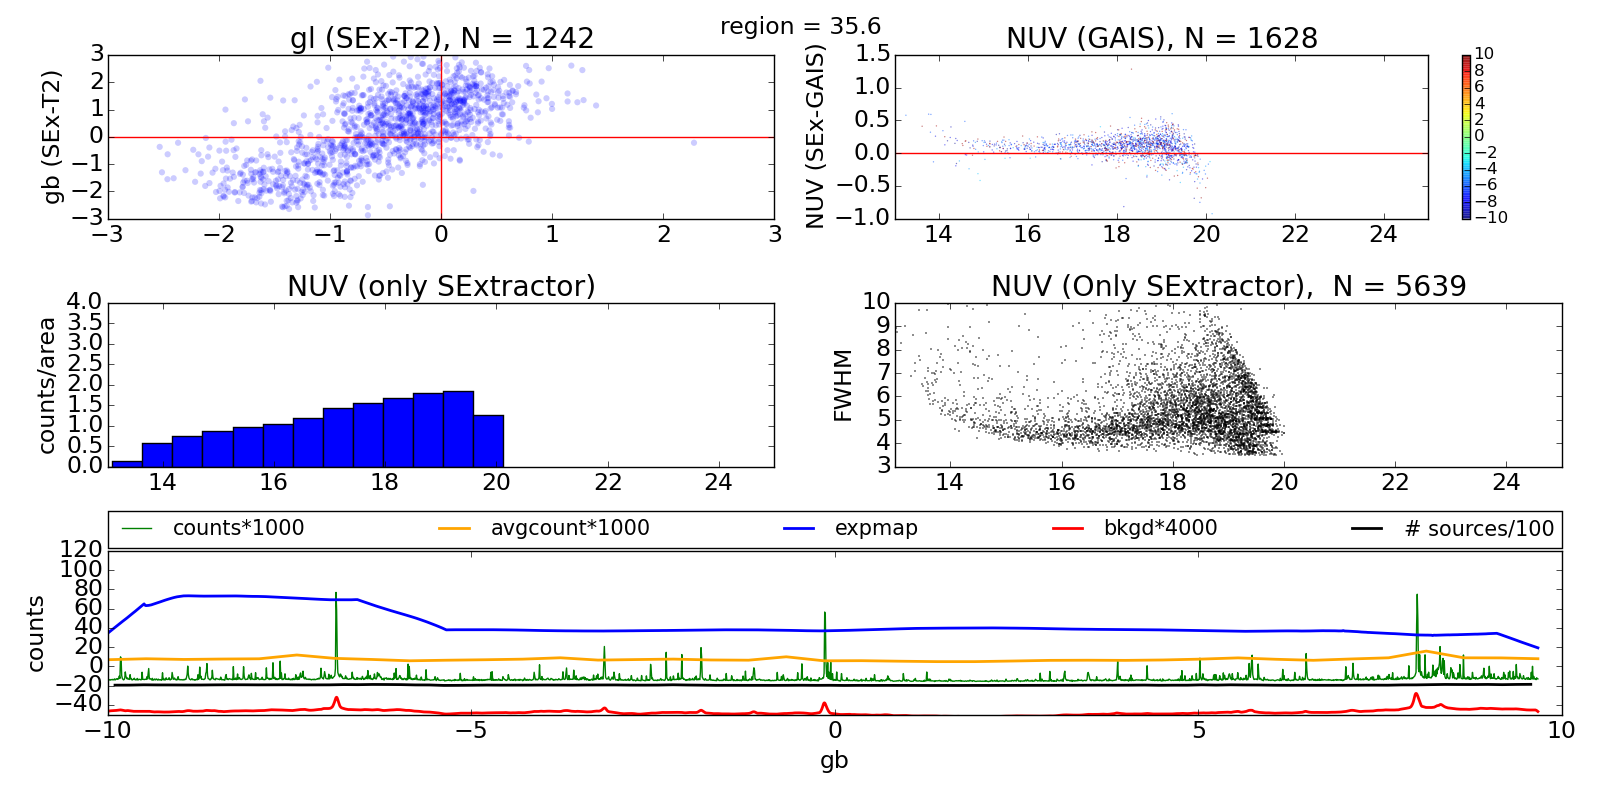 region = 35.6
gl (SEx-T2), N = 1242
gb (SEx-T2)
3
2
1
0
−1
−2
−3
−3 −2 −1 0 1 2 3
NUV (GAIS), N = 1628
NUV (SEx-GAIS)
1.5
1.0
0.5
0.0
−0.5
−1.0
14 16 18 20 22 24
10
8
6
4
2
0
−2
−4
−6
−8
−10
NUV (only SExtractor)
counts/area
4.0
3.5
3.0
2.5
2.0
1.5
1.0
0.5
0.0
14 16 18 20 22 24
NUV (Only SExtractor), N = 5639
FWHM
10
9
8
7
6
5
4
3
14 16 18 20 22 24
counts*1000 avgcount*1000 expmap bkgd*4000 # sources/100
counts
120
100
80
60
40
20
0
−20
−40
−10 −5 0 5 10
gb